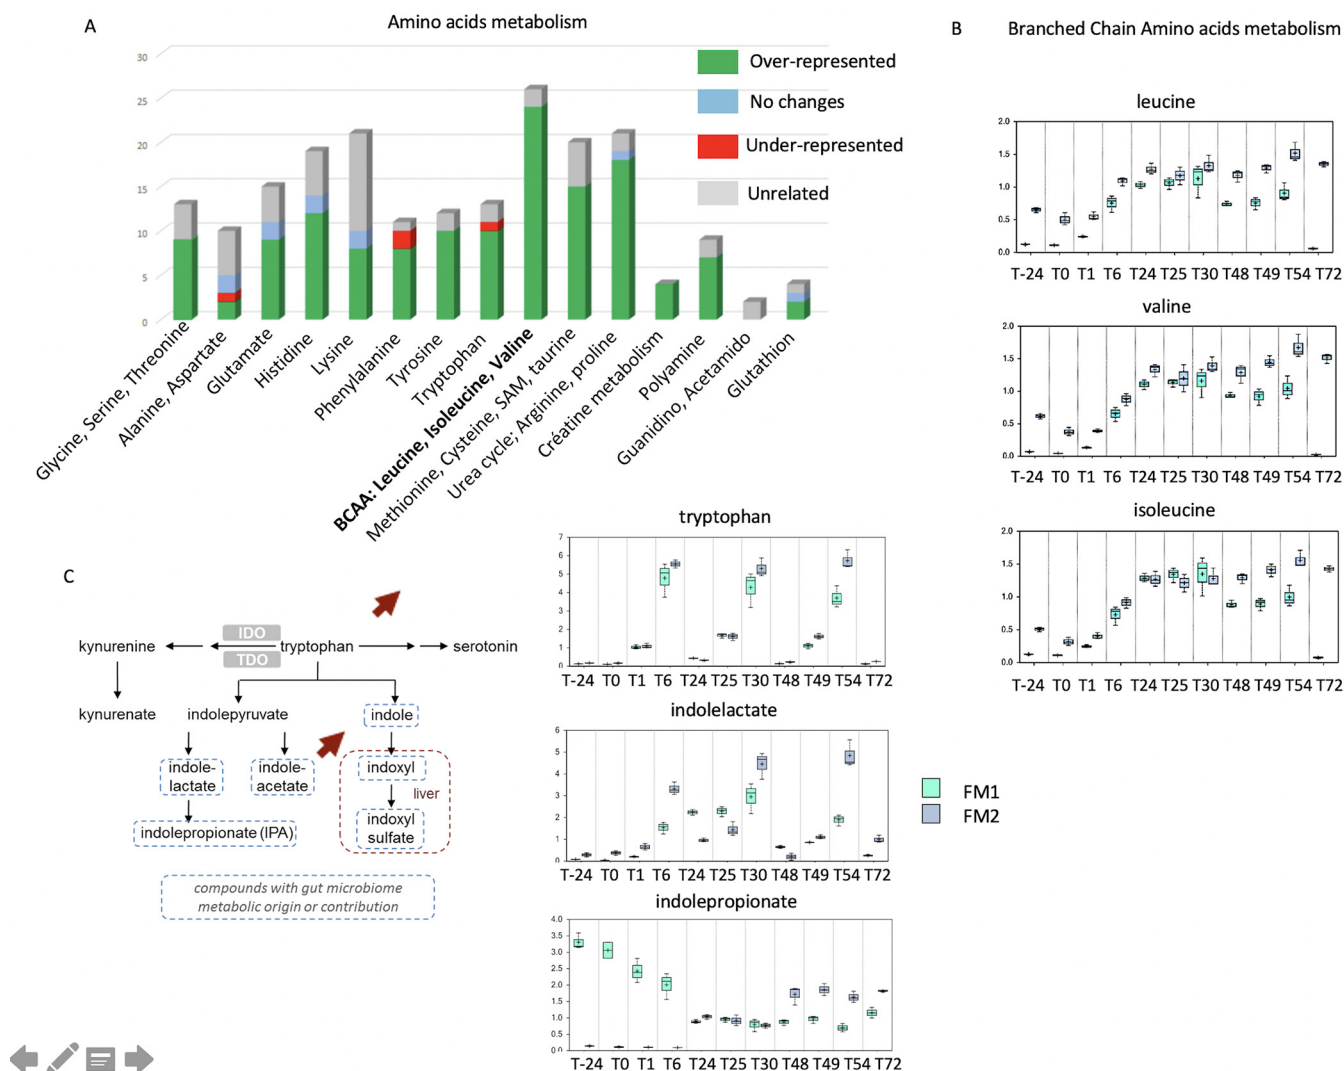 A
Amino acids metabolism
30
25
20
15
10
5
0
Over-represented
No changes
Under-represented
Unrelated
Glycine, Serine, Threonine
Alanine, Aspartate
Glutamate
Histidine
Lysine
Phenylalanine
Tyrosine
Tryptophan
BCAA: Leucine, Isoleucine, Valine
Methionine, Cysteine, SAM, taurine
Urea cycle; Arginine, proline
Créatine metabolism
Polyamine
Guanidino, Acetamido
Glutathion
B
Branched Chain Amino acids metabolism
leucine
2.0
1.5
1.0
0.5
0.0
T-24 T0 T1 T6 T24 T25 T30 T48 T49 T54 T72
valine
2.0
1.5
1.0
0.5
0.0
T-24 T0 T1 T6 T24 T25 T30 T48 T49 T54 T72
isoleucine
2.0
1.5
1.0
0.5
0.0
T-24 T0 T1 T6 T24 T25 T30 T48 T49 T54 T72
C
IDO
kynurenine
tryptophan
serotonin
TDO
kynurenate
indolepyruvate
indole
indole-
lactate
indole-
acetate
indoxyl
liver
indoxyl
sulfate
indolepropionate (IPA)
compounds with gut microbiome
metabolic origin or contribution
tryptophan
7
6
5
4
3
2
1
0
T-24 T0 T1 T6 T24 T25 T30 T48 T49 T54 T72
indolelactate
6
5
4
3
2
1
0
T-24 T0 T1 T6 T24 T25 T30 T48 T49 T54 T72
indolepropionate
4.0
3.5
3.0
2.5
2.0
1.5
1.0
0.5
0.0
T-24 T0 T1 T6 T24 T25 T30 T48 T49 T54 T72
FM1
FM2